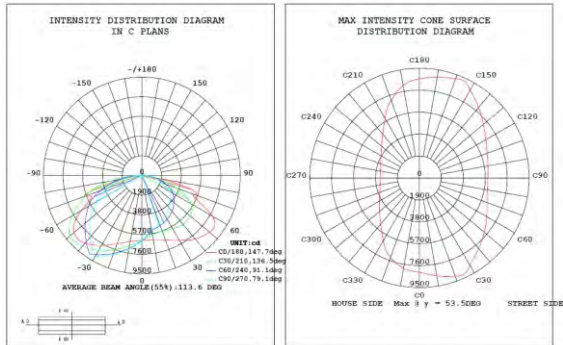 INTENSITY DISTRIBUTION DIAGRAM
IN C PLANS
-/+180
-150
150
-120
120
-90
90
-60
60
-30
30
0
0
1900
3800
5700
7600
9500
UNIT:cd
C0/180,147.7deg
C30/210,136.5deg
C60/240,91.1deg
C90/270,79.1deg
AVERAGE BEAM ANGLE(55%):113.6 DEG
MAX INTENSITY CONE SURFACE
DISTRIBUTION DIAGRAM
C180
C210
C150
C240
C120
C270
C90
C300
C60
C330
C30
C0
0
1900
3800
5700
7600
9500
HOUSE SIDE Max @ γ = 53.5DEG STREET SIDE